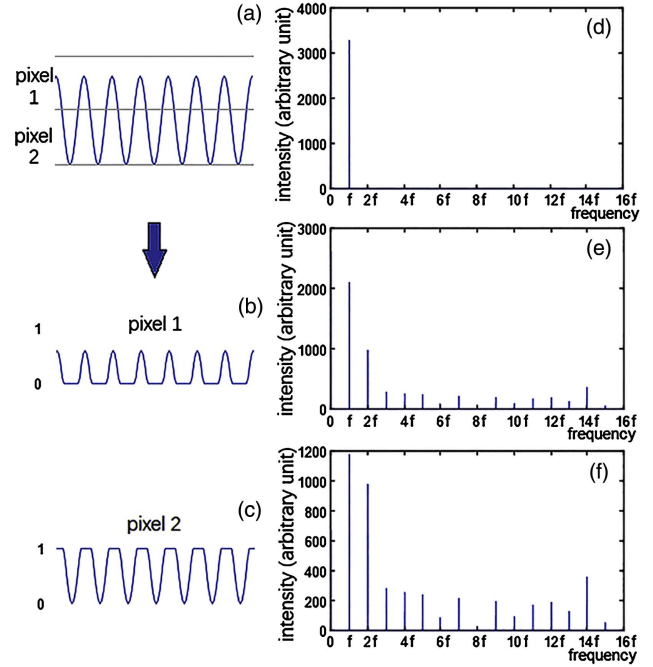 (a)
pixel
1
pixel
2
(b)
pixel 1
1
0
(c)
pixel 2
1
0
(d)
intensity (arbitrary unit)
4000
3000
2000
1000
0
0 f 2f 4f 6f 8f 10f 12f 14f 16f
frequency
(e)
intensity (arbitrary unit)
3000
2000
1000
0
0 f 2f 4f 6f 8f 10f 12f 14f 16f
frequency
(f)
intensity (arbitrary unit)
1200
1000
800
600
400
200
0
0 f 2f 4f 6f 8f 10f 12f 14f 16f
frequency